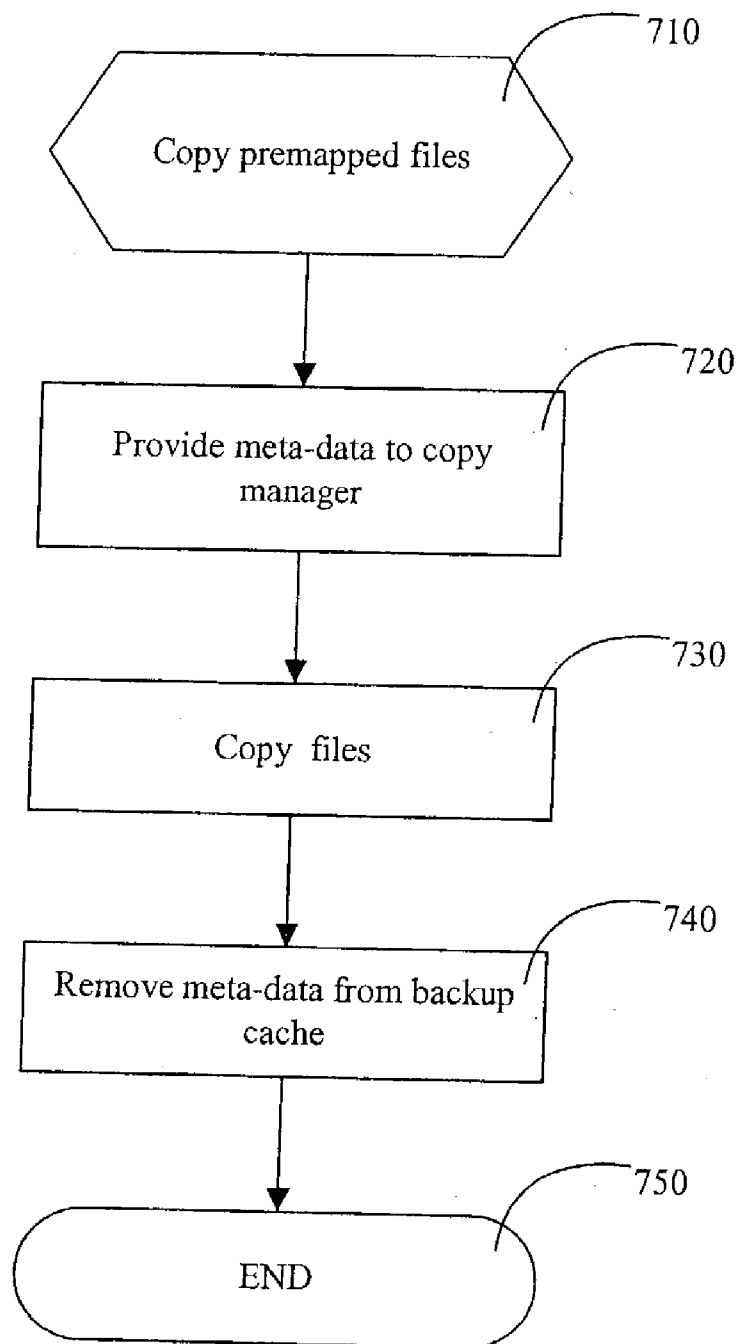 710
Copy premapped files
720
Provide meta-data to copy
manager
730
Copy files
740
Remove meta-data from backup
cache
750
END